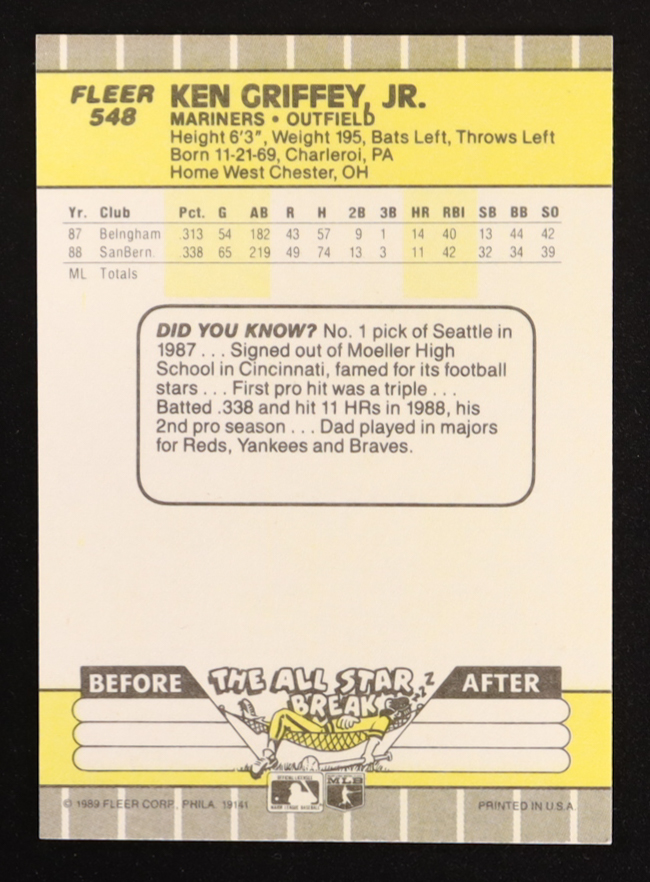 FLEER
548
KEN GRIFFEY, JR.
MARINERS • OUTFIELD
Height 6'3", Weight 195, Bats Left, Throws Left
Born 11-21-69, Charleroi, PA
Home West Chester, OH
Yr. Club Pct. G AB R H 2B 3B HR RBI SB BB SO
87 Belngham .313 54 182 43 57 9 1 14 40 13 44 42
88 SanBern .338 65 219 49 74 13 3 11 42 32 34 39
ML Totals
DID YOU KNOW? No. 1 pick of Seattle in
1987 . . . Signed out of Moeller High
School in Cincinnati, famed for its football
stars . . . First pro hit was a triple . . .
Batted .338 and hit 11 HRs in 1988, his
2nd pro season . . . Dad played in majors
for Reds, Yankees and Braves.
BEFORE
THE ALL STAR
BREAK
ZZZ
AFTER
MLB
© 1989 FLEER CORP., PHILA. 19141
PRINTED IN U.S.A.